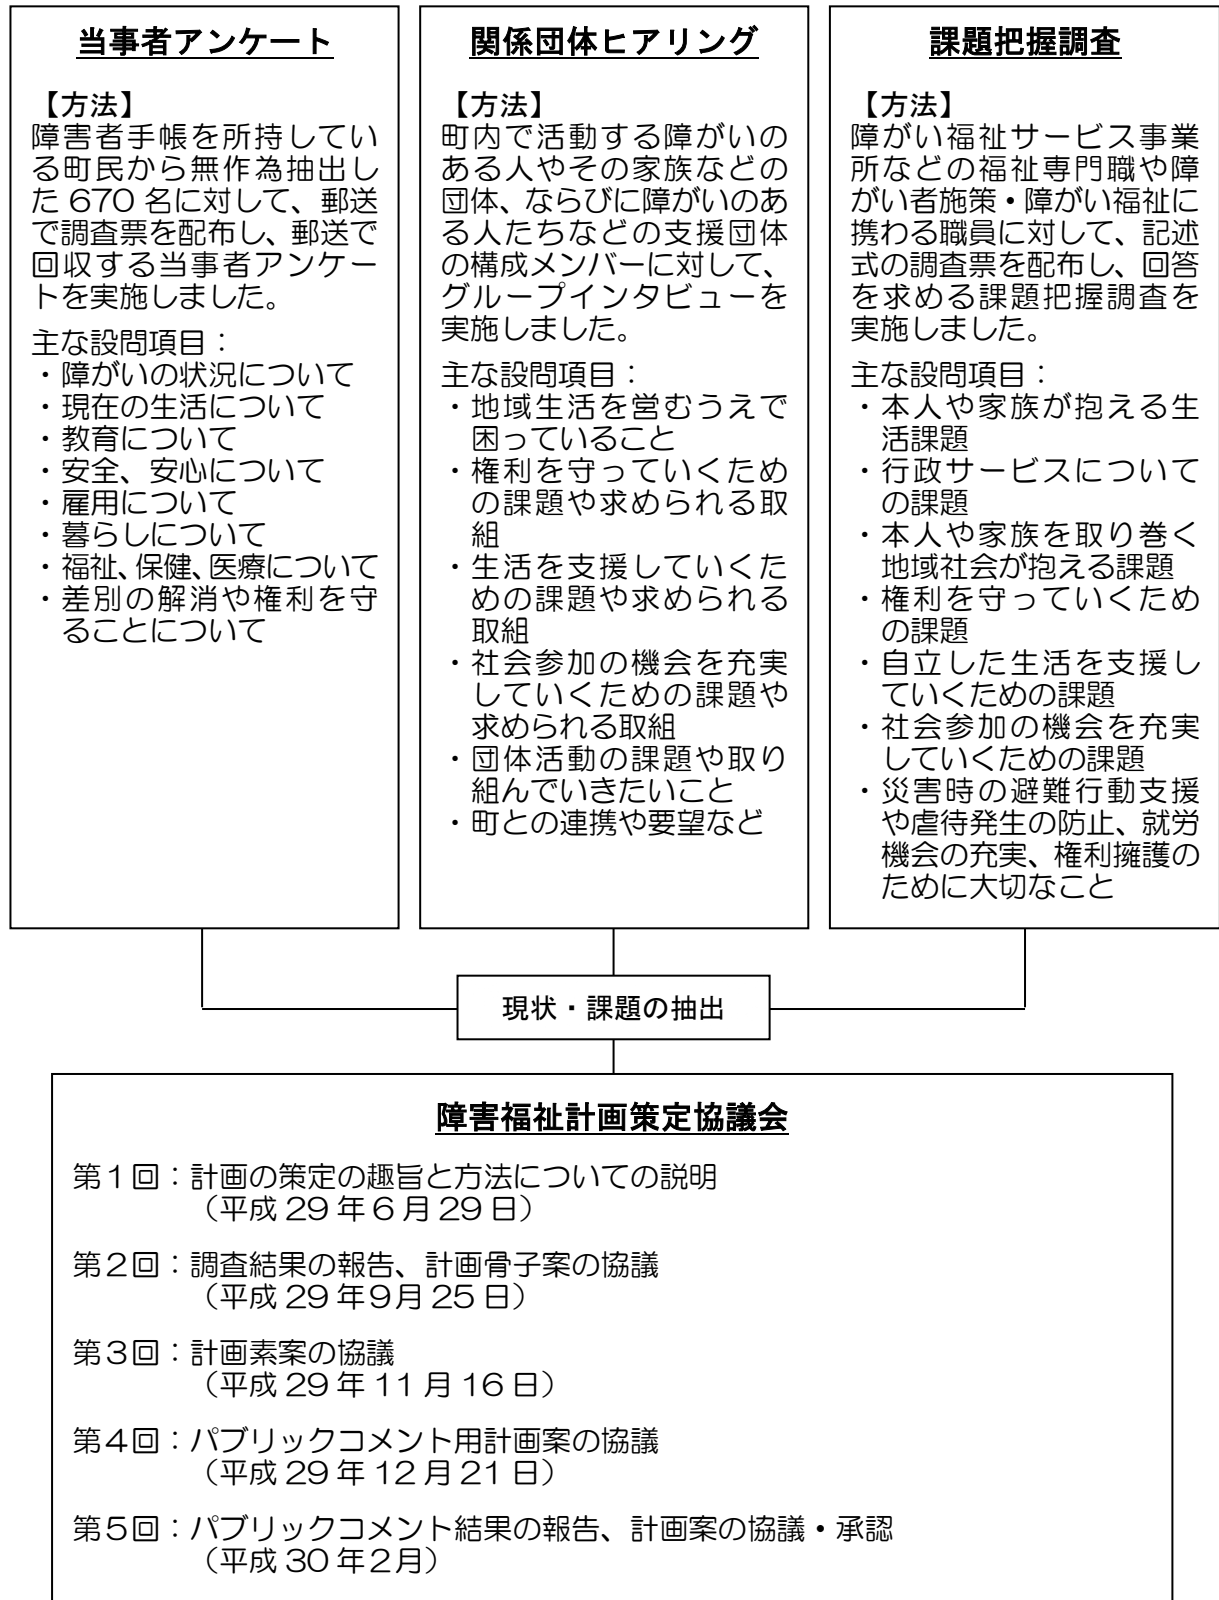 当事者アンケート
【方法】
障害者手帳を所持してい
る町民から無作為抽出し
た 670 名に対して、郵送
で調査票を配布し、郵送で
回収する当事者アンケー
トを実施しました。
主な設問項目：
・障がいの状況について
・現在の生活について
・教育について
・安全、安心について
・雇用について
・暮らしについて
・福祉、保健、医療について
・差別の解消や権利を守
ることについて
関係団体ヒアリング
【方法】
町内で活動する障がいの
ある人やその家族などの
団体、ならびに障がいのあ
る人たちなどの支援団体
の構成メンバーに対して、
グループインタビューを
実施しました。
主な設問項目：
・地域生活を営むうえで
困っていること
・権利を守っていくため
の課題や求められる取
組
・生活を支援していくた
めの課題や求められる
取組
・社会参加の機会を充実
していくための課題や
求められる取組
・団体活動の課題や取り
組んでいきたいこと
・町との連携や要望など
課題把握調査
【方法】
障がい福祉サービス事業
所などの福祉専門職や障
がい者施策・障がい福祉に
携わる職員に対して、記述
式の調査票を配布し、回答
を求める課題把握調査を
実施しました。
主な設問項目：
・本人や家族が抱える生
活課題
・行政サービスについて
の課題
・本人や家族を取り巻く
地域社会が抱える課題
・権利を守っていくため
の課題
・自立した生活を支援し
ていくための課題
・社会参加の機会を充実
していくための課題
・災害時の避難行動支援
や虐待発生の防止、就労
機会の充実、権利擁護の
ために大切なこと
現状・課題の抽出
障害福祉計画策定協議会
第１回：計画の策定の趣旨と方法についての説明
（平成 29 年６月 29 日）
第２回：調査結果の報告、計画骨子案の協議
（平成 29 年９月 25 日）
第３回：計画素案の協議
（平成 29 年 11 月 16 日）
第４回：パブリックコメント用計画案の協議
（平成 29 年 12 月 21 日）
第５回：パブリックコメント結果の報告、計画案の協議・承認
（平成 30 年２月）